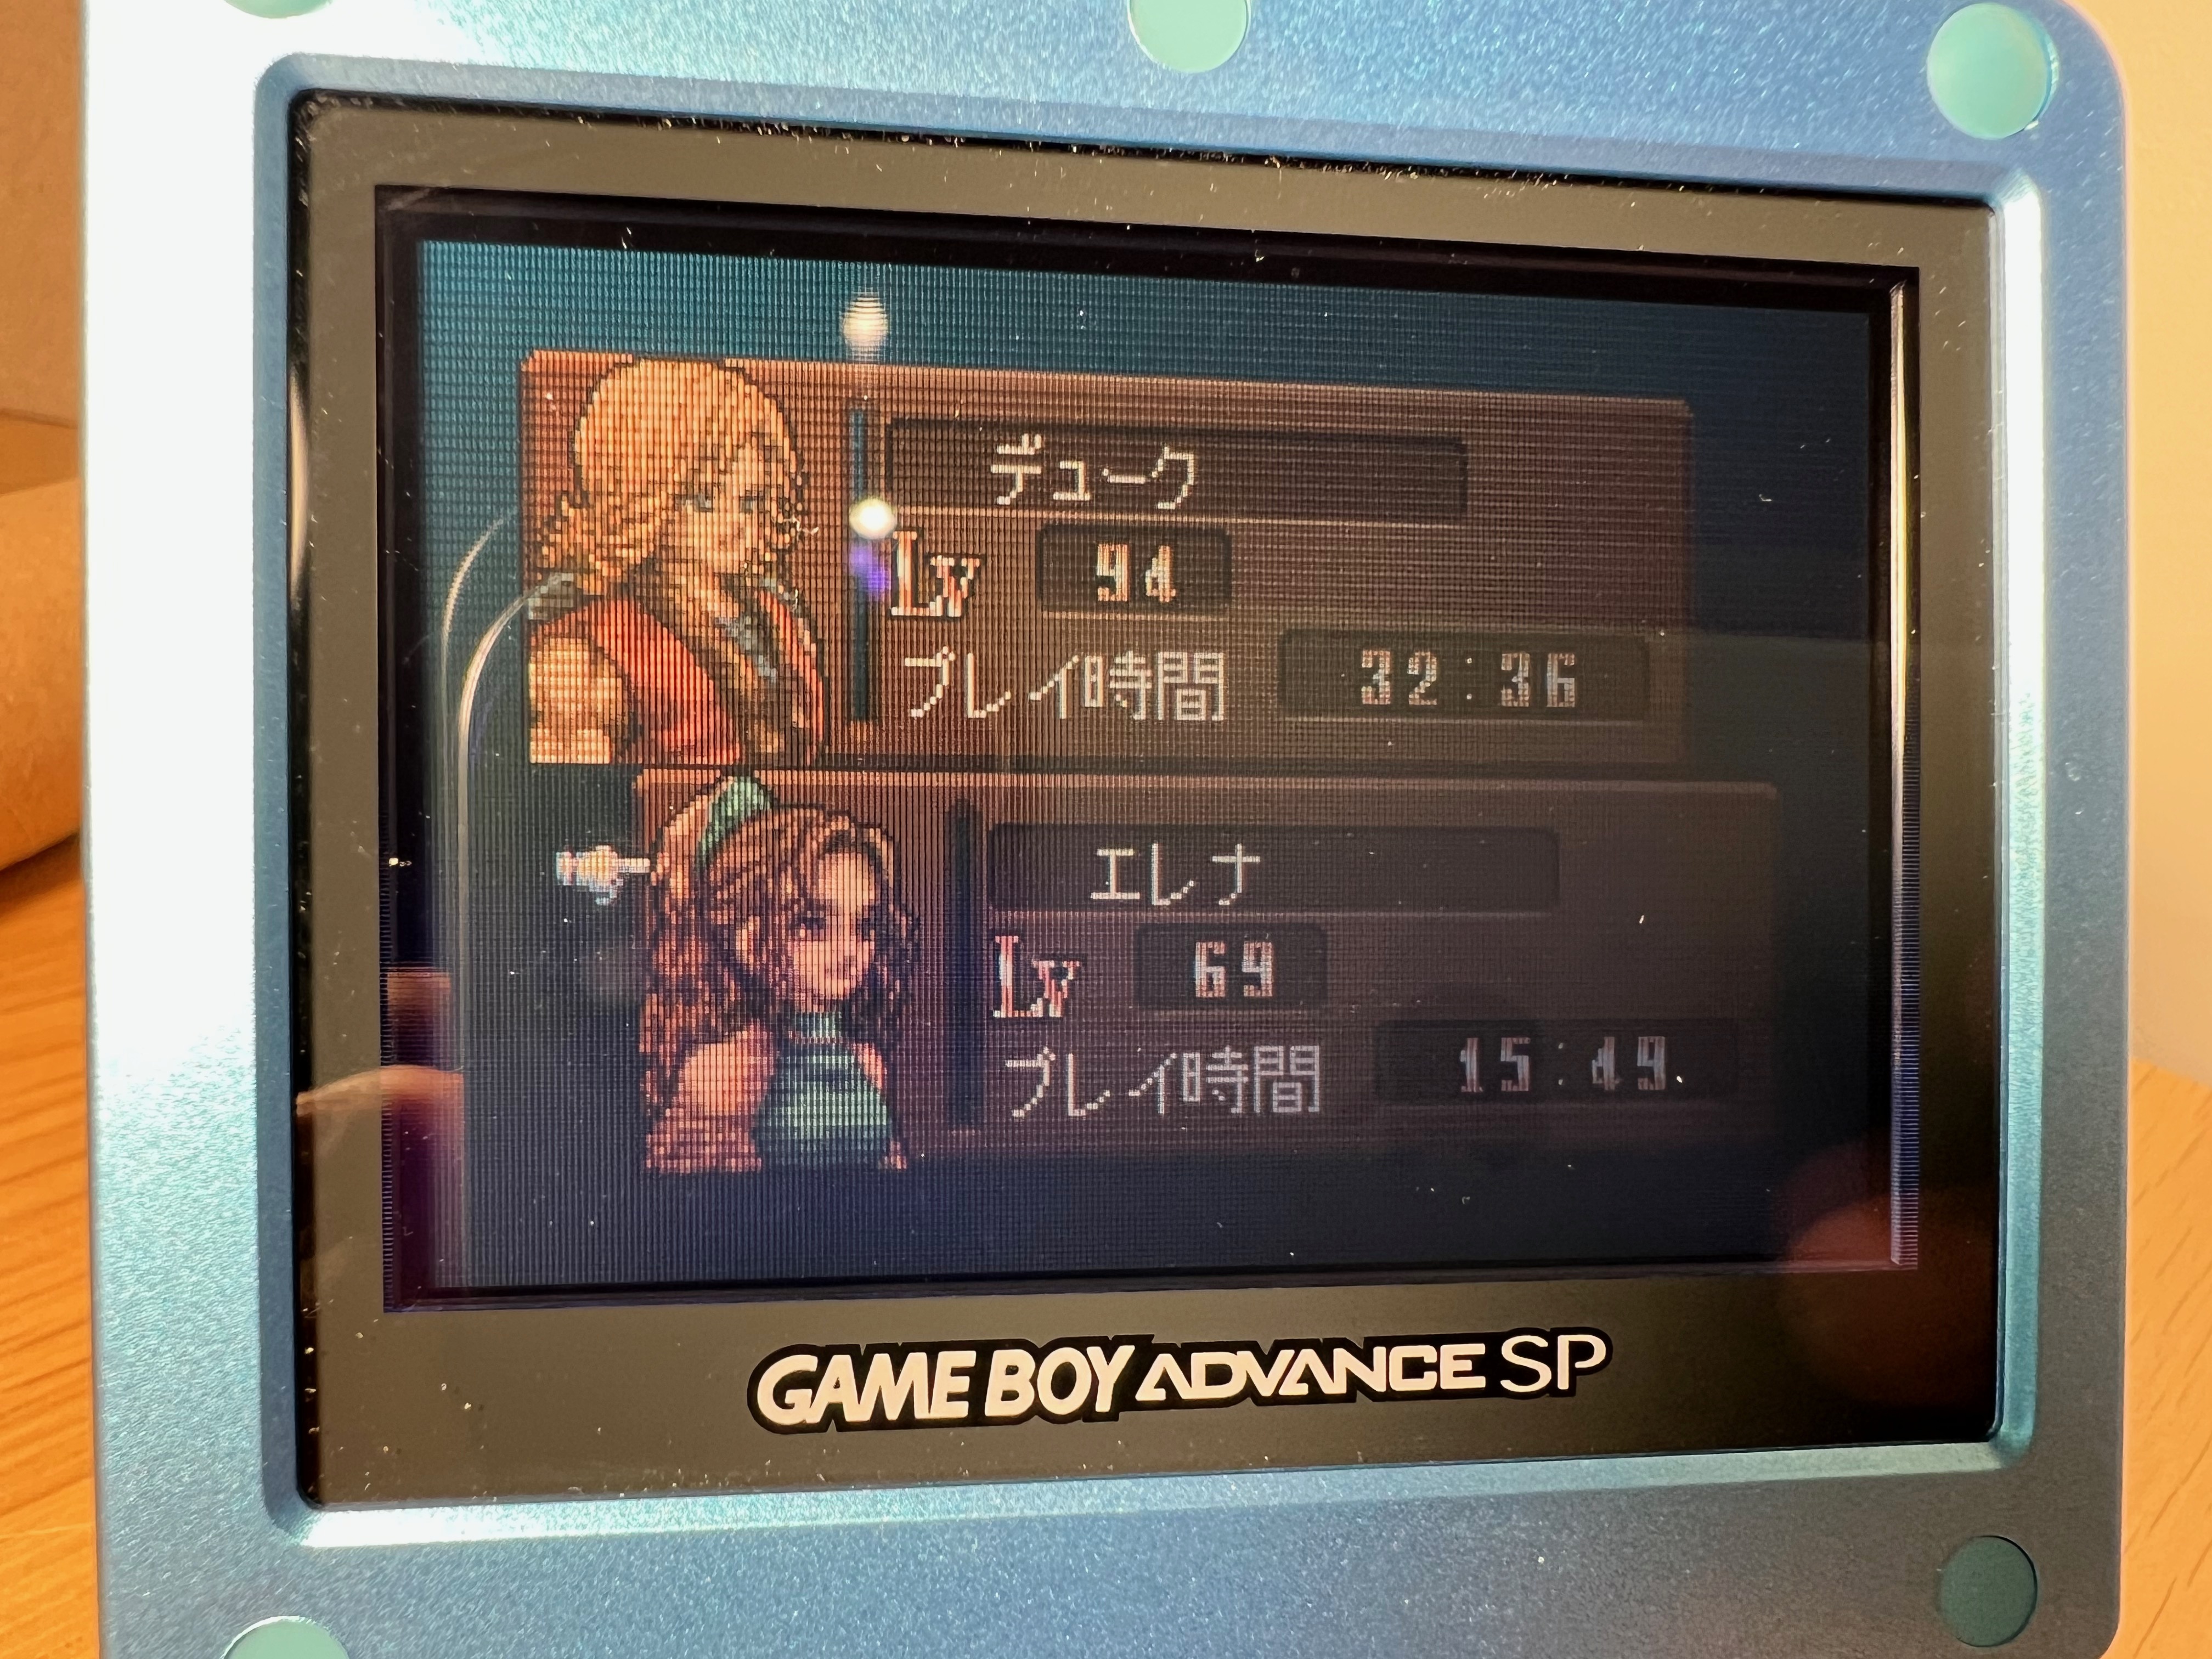 デューク
Lv 94
プレイ時間 32:36
エレナ
Lv 69
プレイ時間 15:49
GAME BOY ADVANCE SP